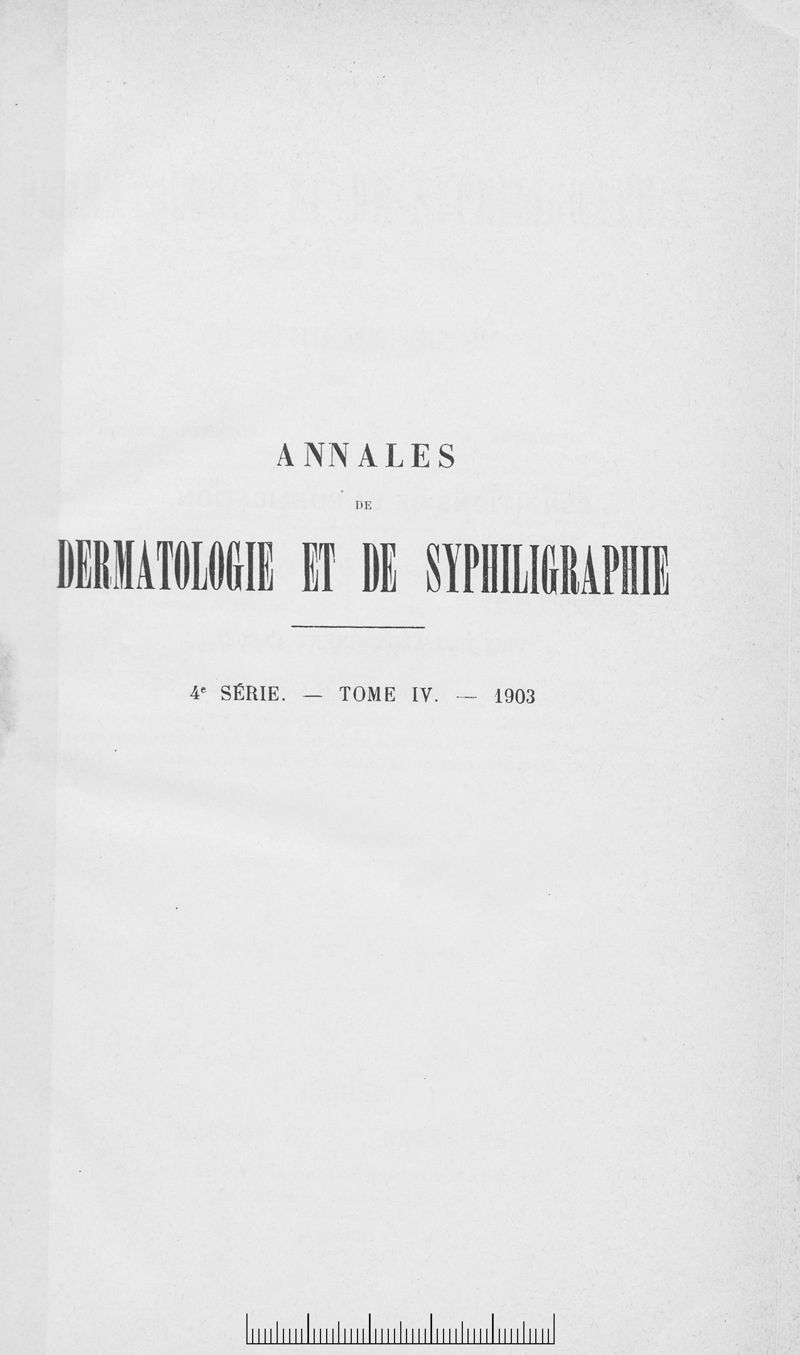 ANNALES
DE
DERMATOLOGIE ET DE SYPHILIGRAPHIE
4e SÉRIE. — TOME IV. — 1903